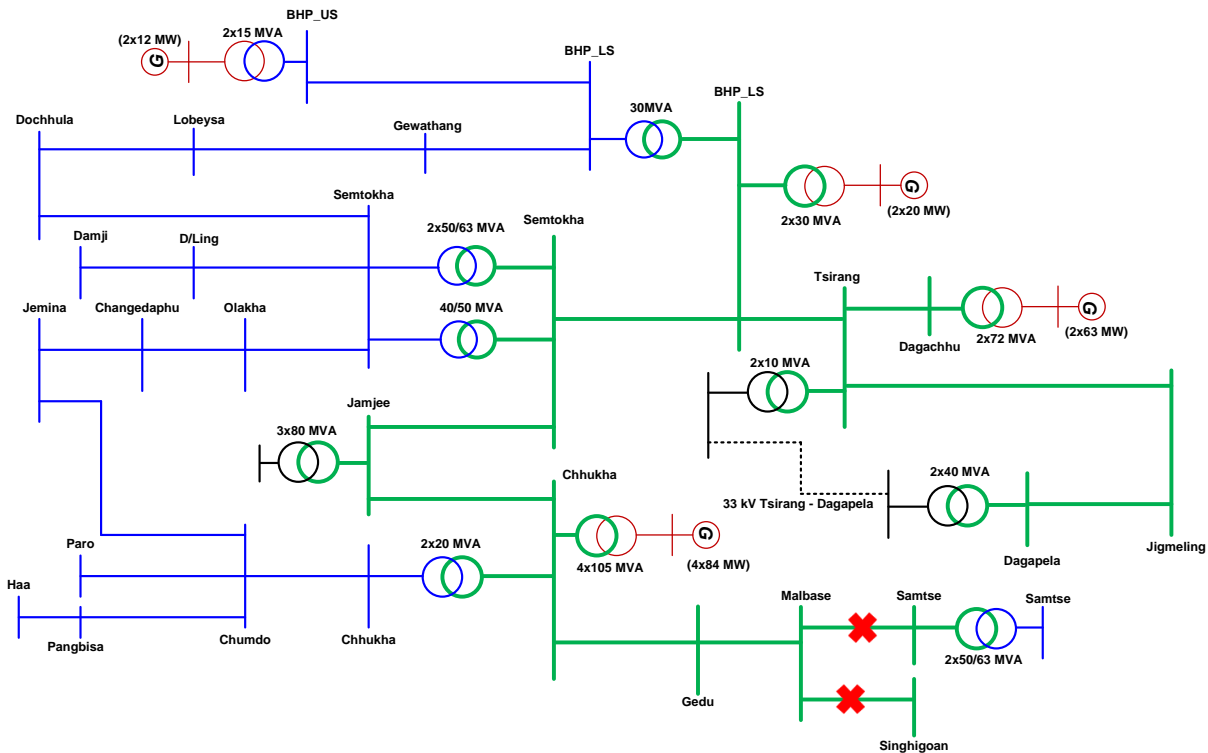 BHP_US
(2x12 MW)
2x15 MVA
G
BHP_LS
BHP_LS
30MVA
Dochhula
Lobeysa
Gewathang
G
(2x20 MW)
2x30 MVA
Semtokha
Semtokha
2x50/63 MVA
Damji
D/Ling
Tsirang
Jemina
Changedaphu
Olakha
40/50 MVA
G
(2x63 MW)
2x72 MVA
Dagachhu
2x10 MVA
Jamjee
3x80 MVA
Chhukha
2x40 MVA
33 kV Tsirang - Dagapela
G
(4x84 MW)
4x105 MVA
2x20 MVA
Paro
Dagapela
Jigmeling
Haa
Pangbisa
Chumdo
Chhukha
Malbase
Samtse
Samtse
2x50/63 MVA
Gedu
Singhigoan